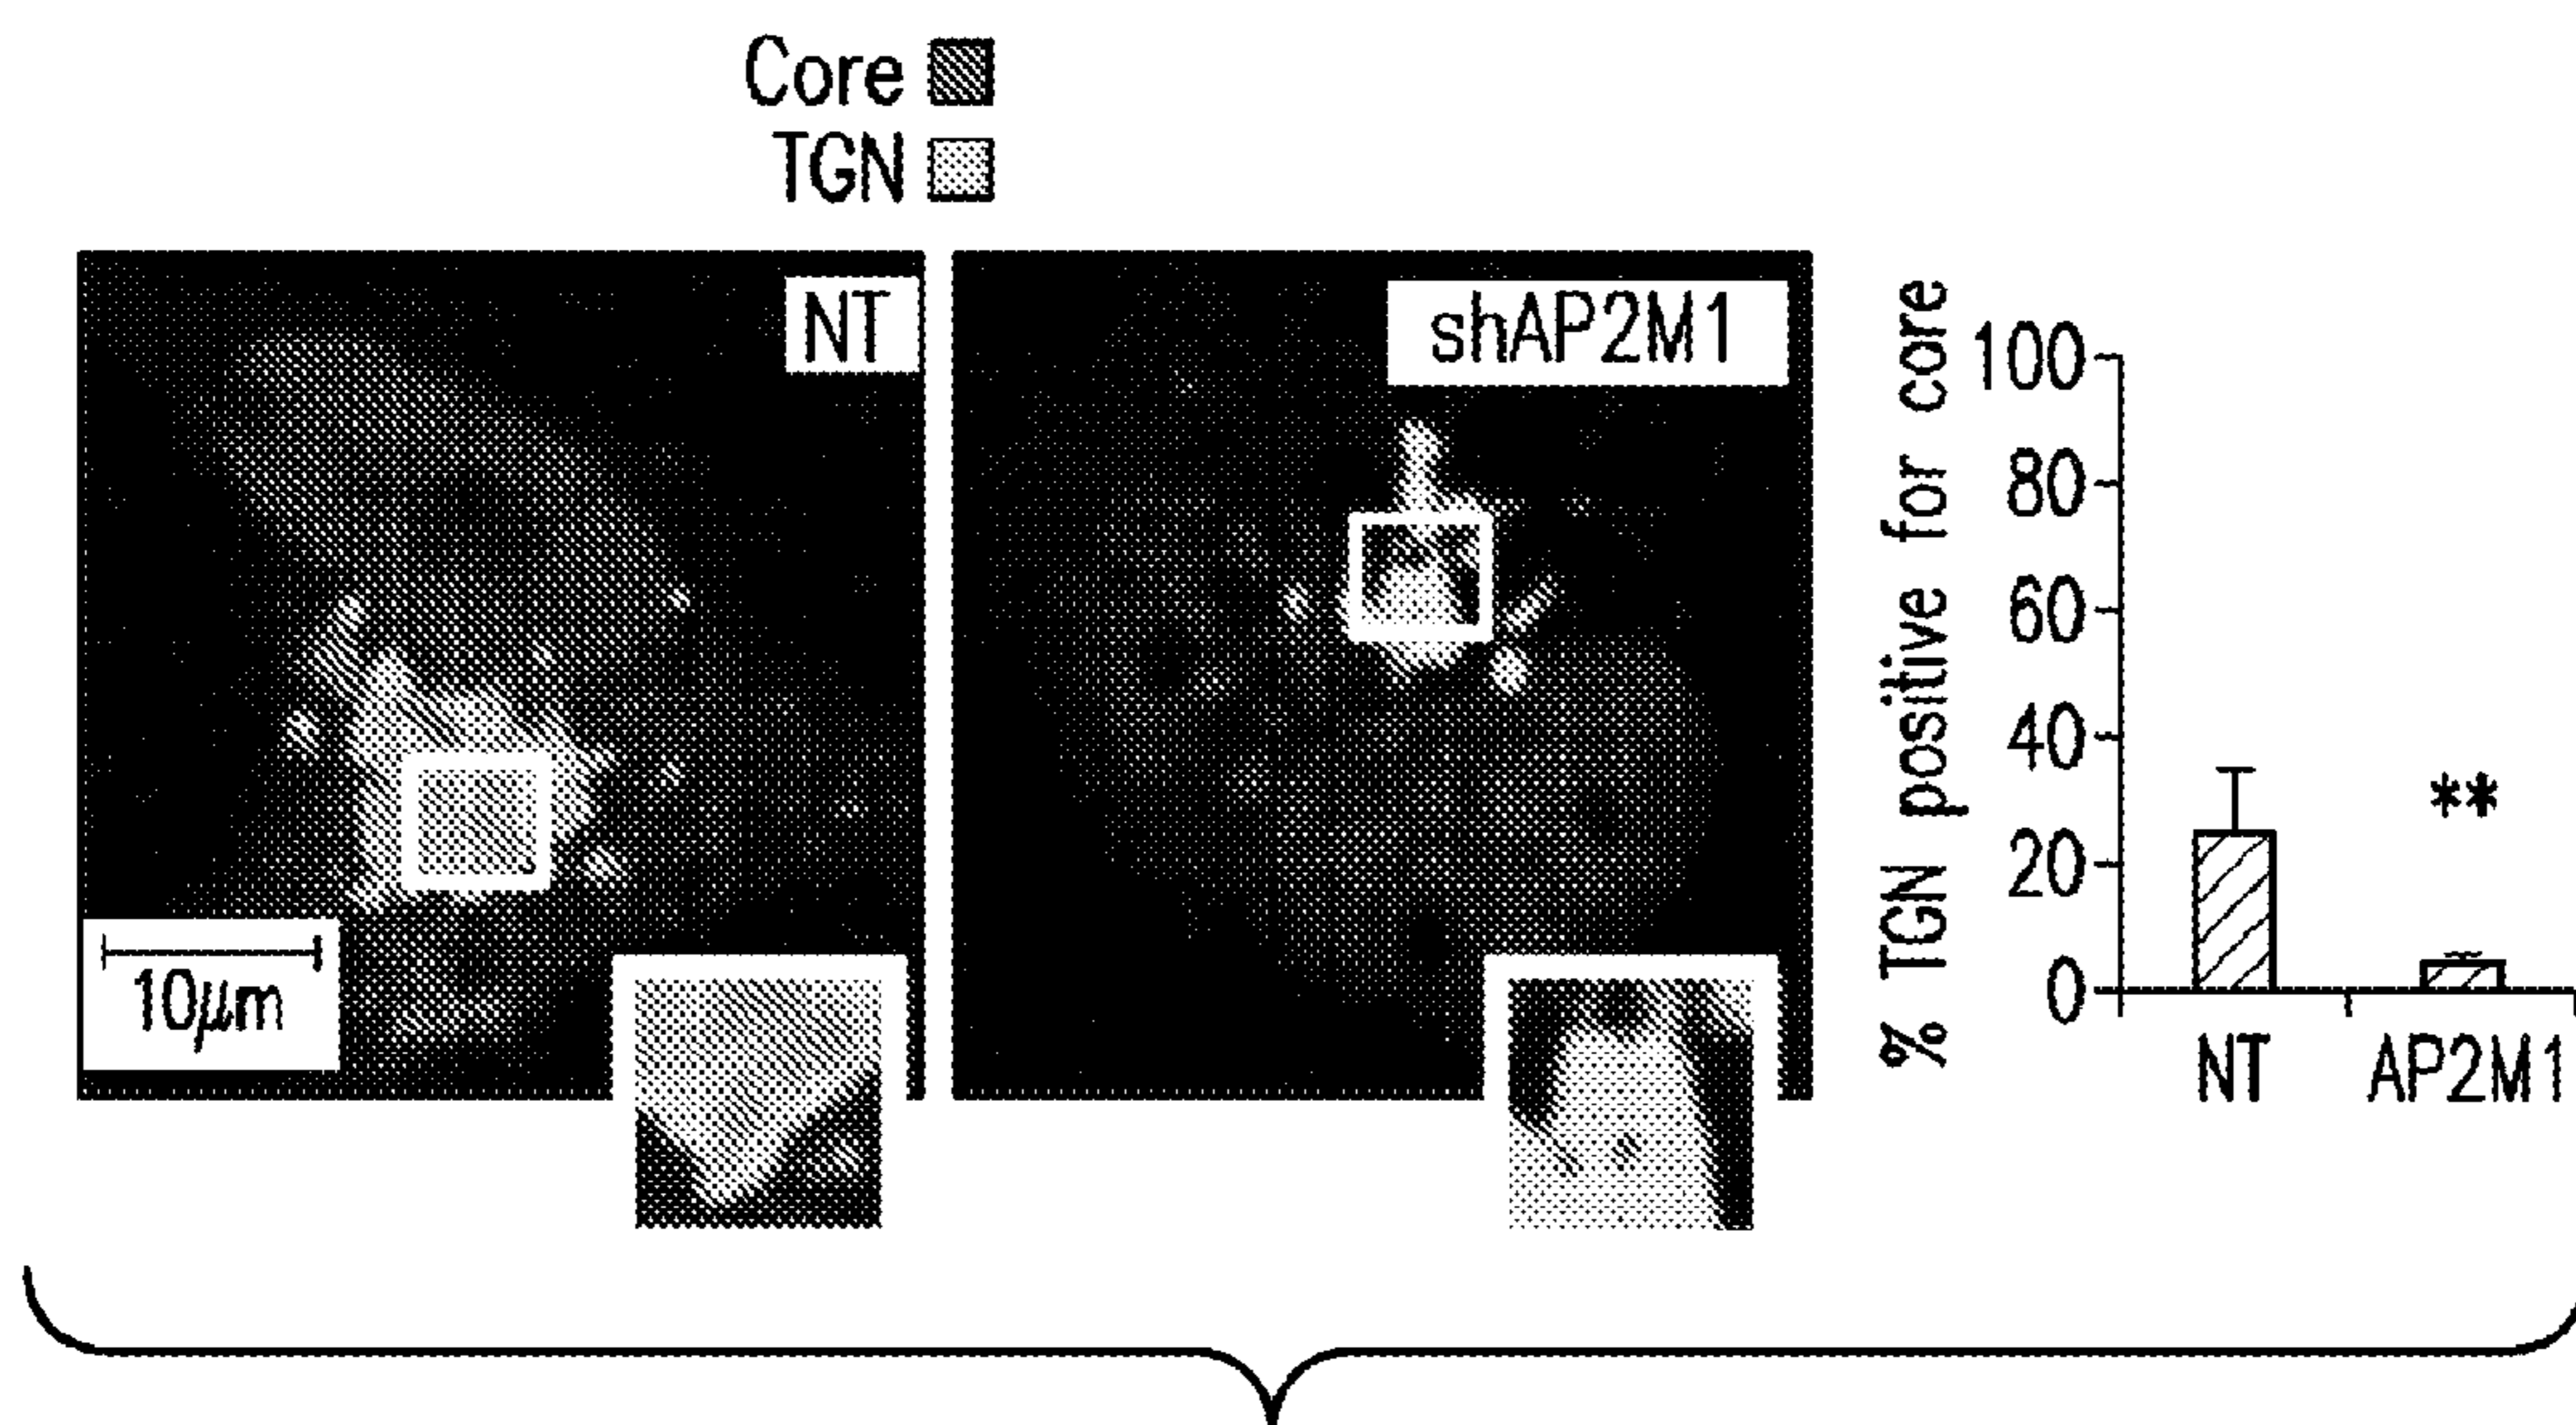 Core
TGN
NT
shAP2M1
10μm
% TGN positive for core
100
80
60
40
20
0
**
NT
AP2M1